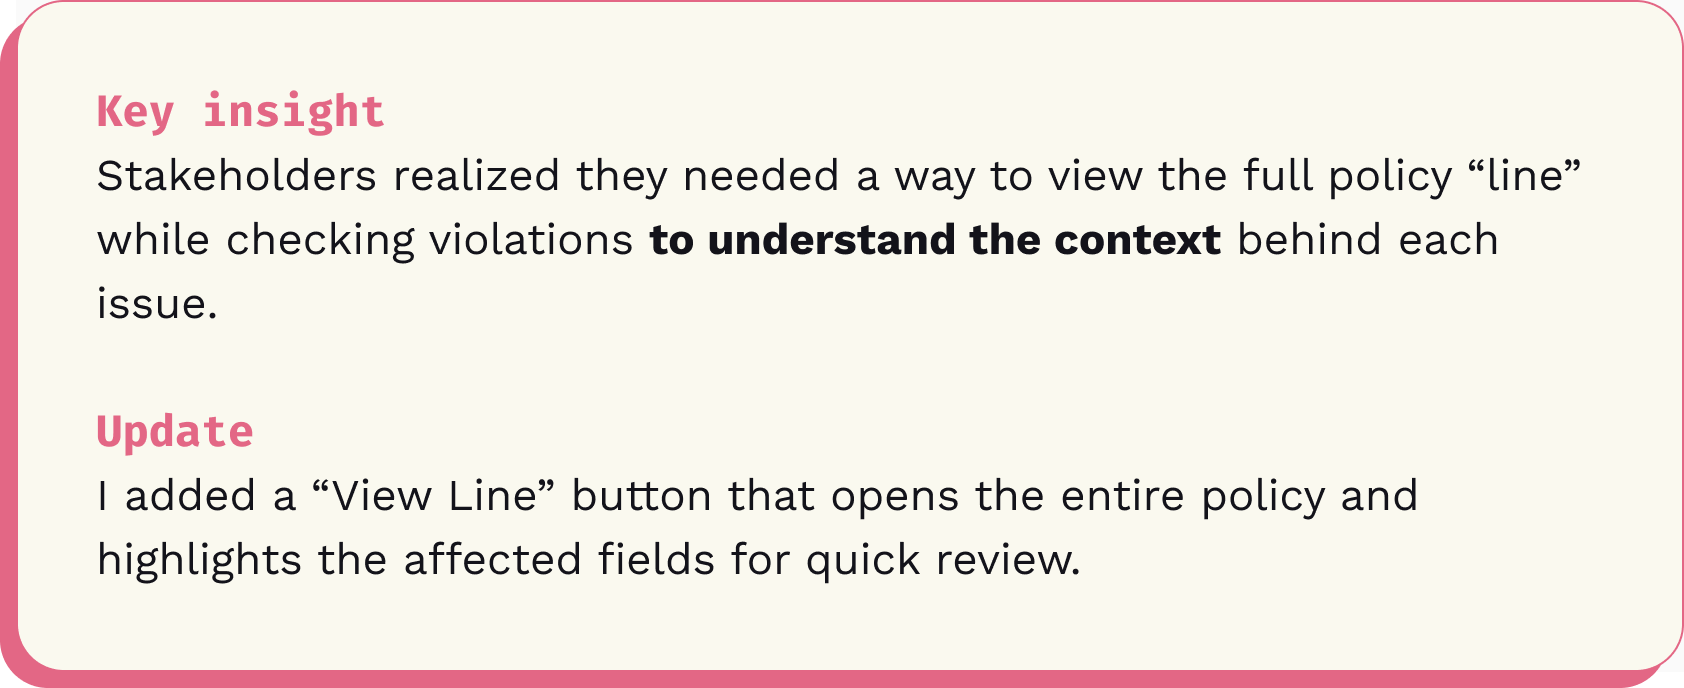 Key insight
Stakeholders realized they needed a way to view the full policy “line”
while checking violations to understand the context behind each
issue.
Update
I added a “View Line” button that opens the entire policy and
highlights the affected fields for quick review.